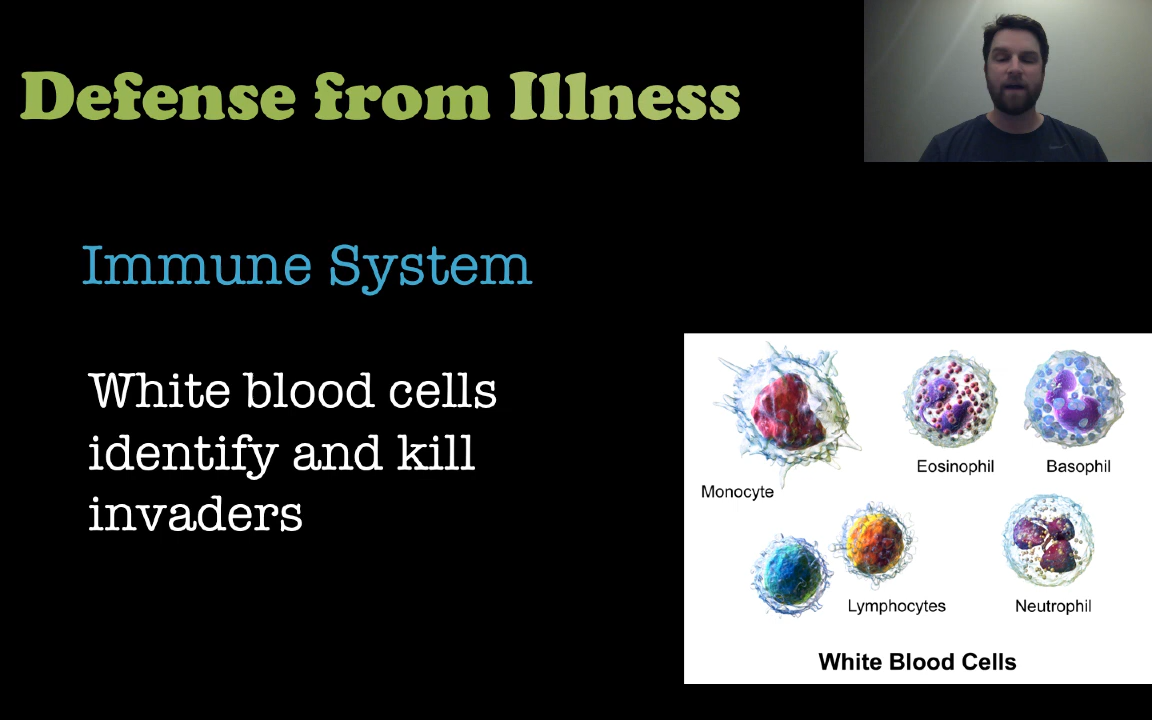 Defense from Illness
Immune System
White blood cells
identify and kill
invaders
Monocyte
Eosinophil
Basophil
Lymphocytes
Neutrophil
White Blood Cells